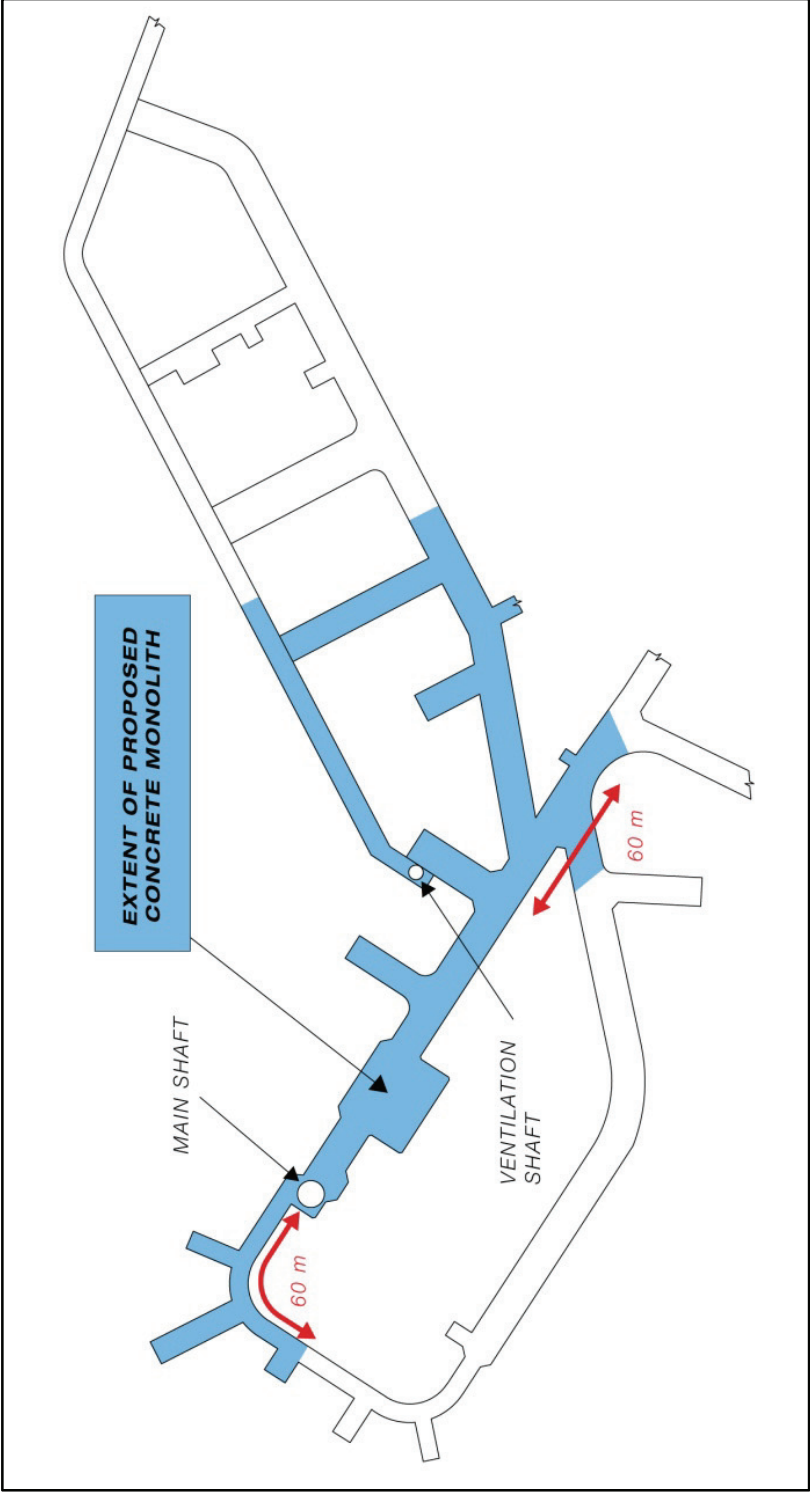 EXTENT OF PROPOSED
CONCRETE MONOLITH
MAIN SHAFT
VENTILATION
SHAFT
60 m
60 m